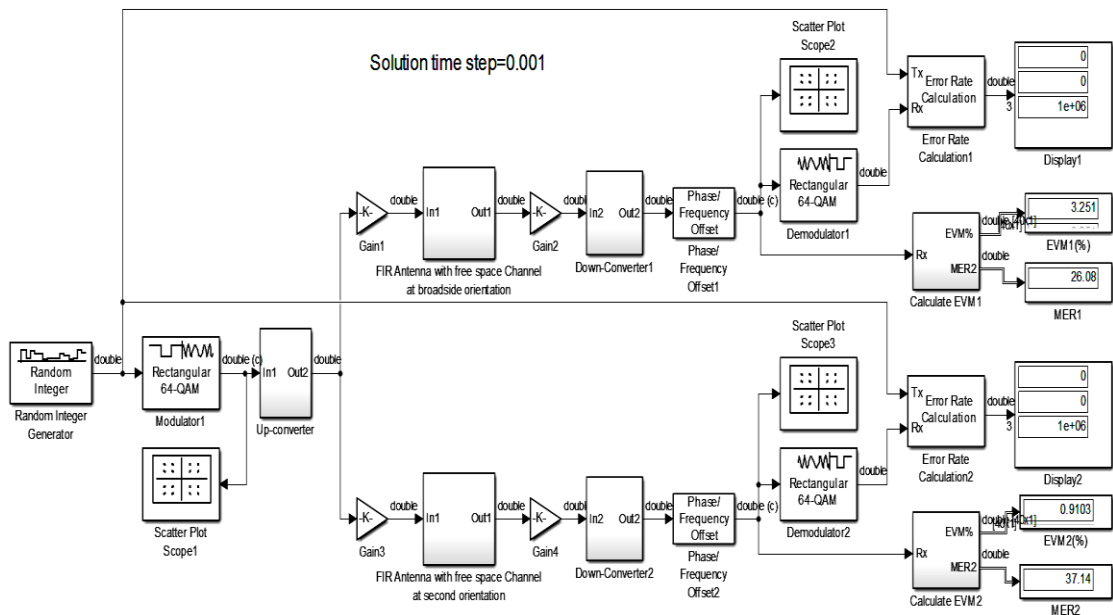 Solution time step=0.001
Scatter Plot
Scope2
Tx
Rx
Error Rate
Calculation
double
3
Error Rate
Calculation1
0
0
1e+06
Display1
-K-
Gain1
double
In1
Out1
FIR Antenna with free space Channel
at broadside orientation
double
-K-
Gain2
In2
Out2
Down-Converter1
double
Phase/
Frequency
Offset
Phase/
Frequency
Offset1
double (c)
Rectangular
64-QAM
Demodulator1
double
Rx
EVM%
MER2
Calculate EVM1
double [40x1]
[40x1]
double
3.251
EVM1(%)
26.08
MER1
Random
Integer
Random Integer
Generator
double
Rectangular
64-QAM
Modulator1
double (c)
In1
Out2
Up-converter
double
Scatter Plot
Scope1
Scatter Plot
Scope3
Tx
Rx
Error Rate
Calculation
double
3
Error Rate
Calculation2
0
0
1e+06
Display2
-K-
Gain3
double
In1
Out1
FIR Antenna with free space Channel
at second orientation
double
-K-
Gain4
In2
Out2
Down-Converter2
double
Phase/
Frequency
Offset
Phase/
Frequency
Offset2
double (c)
Rectangular
64-QAM
Demodulator2
double
Rx
EVM%
MER2
Calculate EVM2
double [40x1]
[40x1]
double
0.9103
EVM2(%)
37.14
MER2